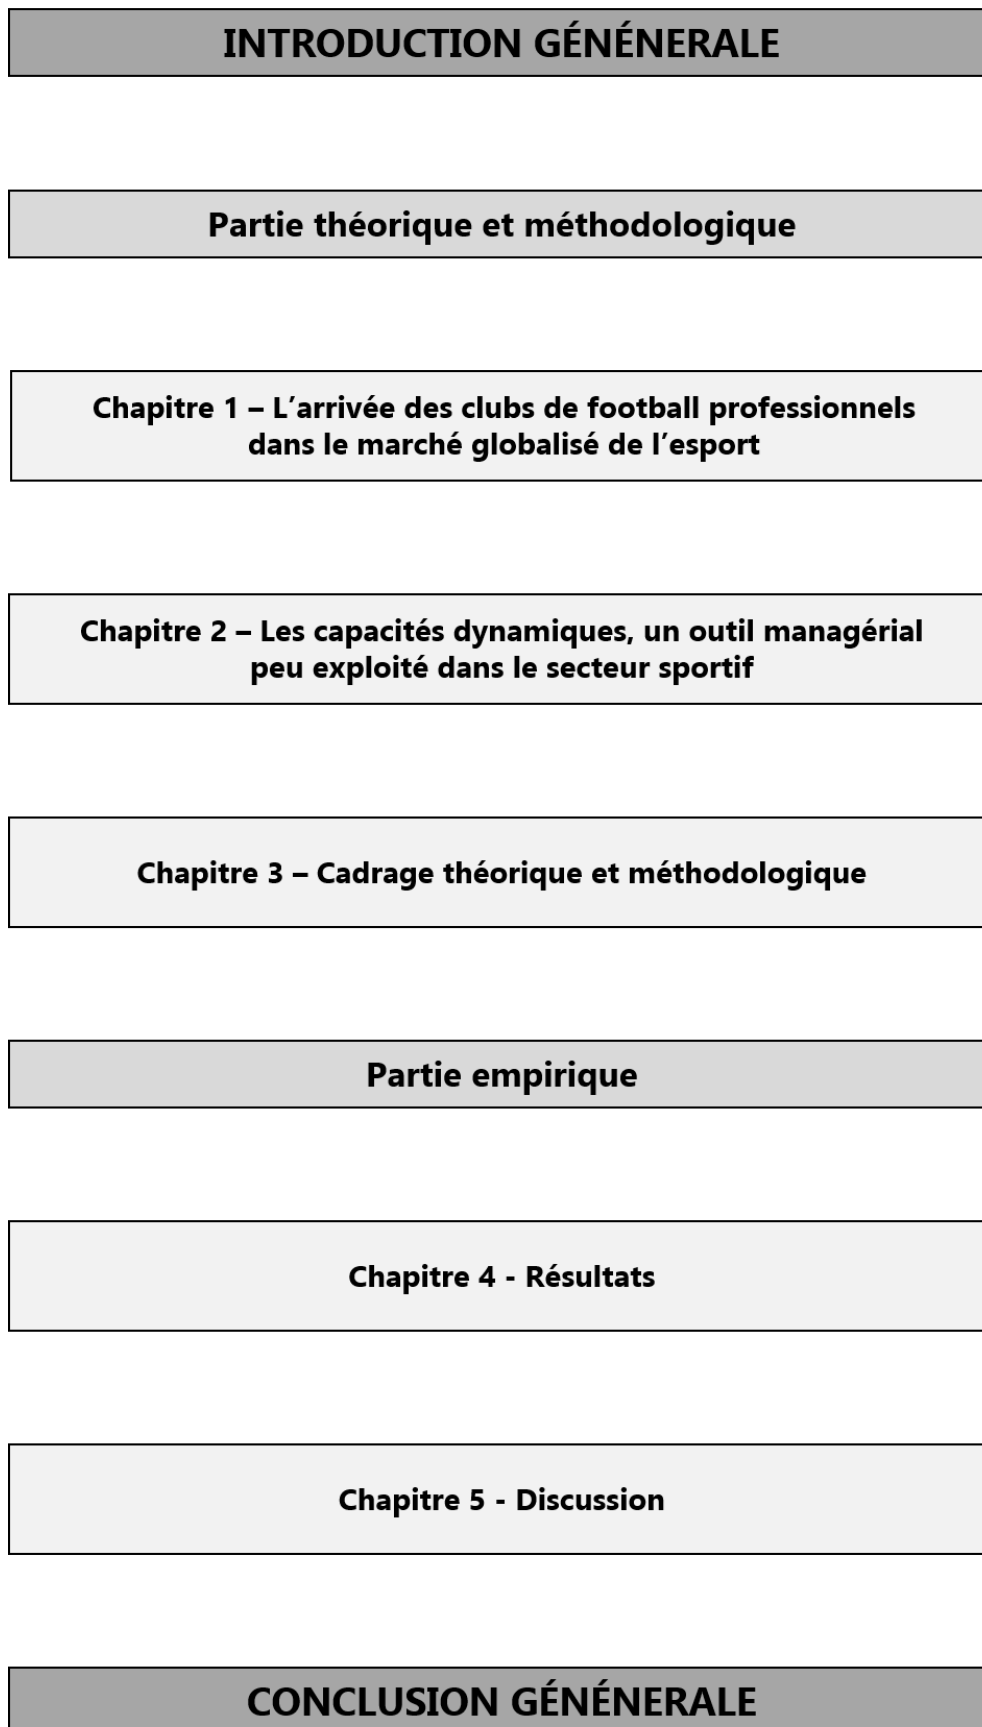 INTRODUCTION GÉNÉNERALE
Partie théorique et méthodologique
Chapitre 1 – L’arrivée des clubs de football professionnels
dans le marché globalisé de l’esport
Chapitre 2 – Les capacités dynamiques, un outil managérial
peu exploité dans le secteur sportif
Chapitre 3 – Cadrage théorique et méthodologique
Partie empirique
Chapitre 4 - Résultats
Chapitre 5 - Discussion
CONCLUSION GÉNÉNERALE